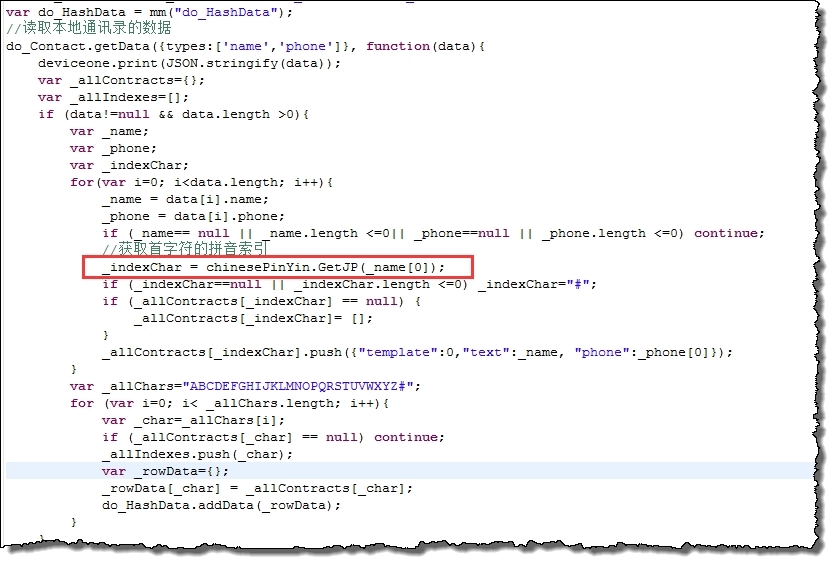 var do_HashData = mm("do_HashData");
//读取本地通讯录的数据
do_Contact.getData({types:['name','phone']}, function(data){
    deviceone.print(JSON.stringify(data));
    var _allContracts={};
    var _allIndexes=[];
    if (data!=null && data.length >0){
        var _name;
        var _phone;
        var _indexChar;
        for(var i=0; i<data.length; i++){
            _name = data[i].name;
            _phone = data[i].phone;
            if (_name== null || _name.length <=0|| _phone==null || _phone.length <=0) continue;
            //获取首字符的拼音索引
            _indexChar = chinesePinYin.GetJP(_name[0]);
            if (_indexChar==null || _indexChar.length <=0) _indexChar="#";
            if (_allContracts[_indexChar] == null) {
                _allContracts[_indexChar]= [];
            }
            _allContracts[_indexChar].push({"template":0,"text":_name, "phone":_phone[0]});
        }
        var _allChars="ABCDEFGHIJKLMNOPQRSTUVWXYZ#";
        for (var i=0; i< _allChars.length; i++){
            var _char=_allChars[i];
            if (_allContracts[_char] == null) continue;
            _allIndexes.push(_char);
            var _rowData={};
            _rowData[_char] = _allContracts[_char];
            do_HashData.addData(_rowData);
        }